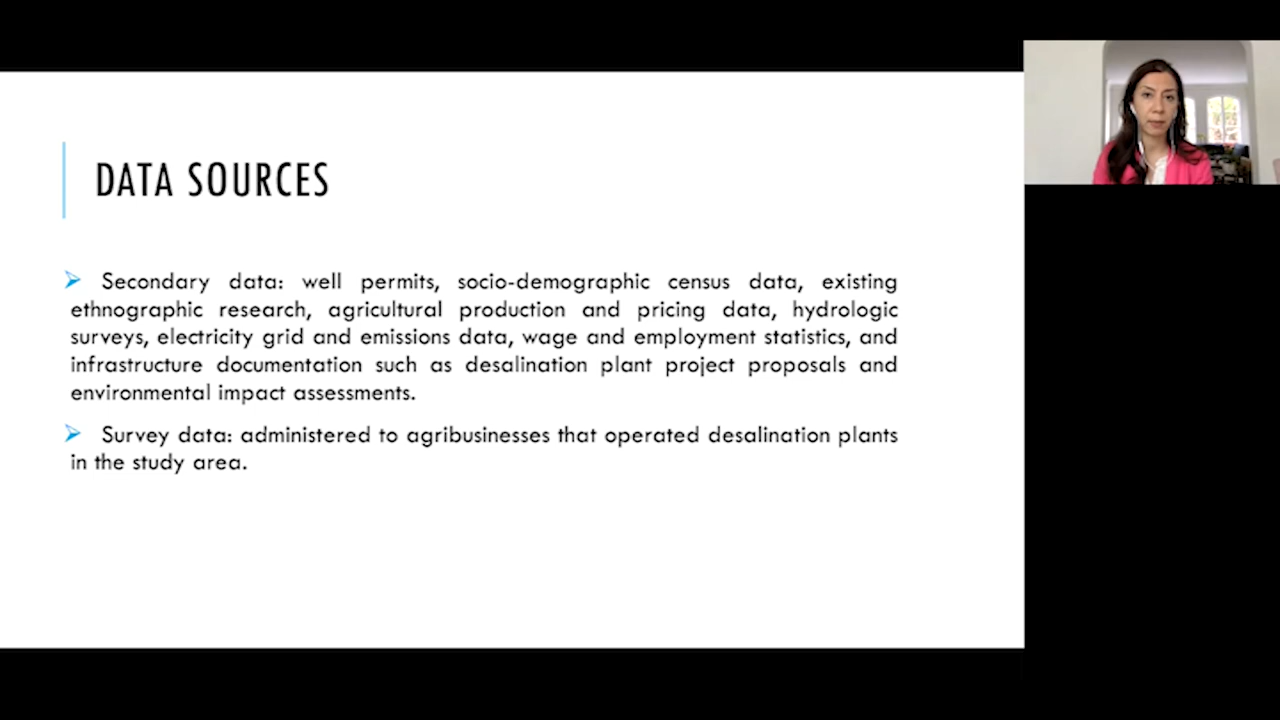 DATA SOURCES
Secondary data: well permits, socio-demographic census data, existing
ethnographic research, agricultural production and pricing data, hydrologic
surveys, electricity grid and emissions data, wage and employment statistics, and
infrastructure documentation such as desalination plant project proposals and
environmental impact assessments.
Survey data: administered to agribusinesses that operated desalination plants
in the study area.